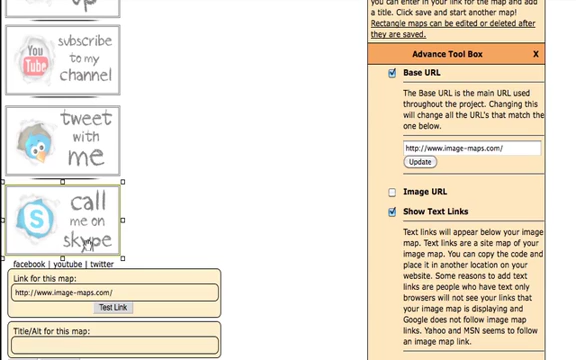 up
You
Tube
subscribe
to my
channel
tweet
with
me
S
call
me on
skype
facebook | youtube | twitter
Link for this map:
http://www.image-maps.com/
Test Link
Title/Alt for this map:
you can enter in your link for the map and add
a title. Click save and start another map!
Rectangle maps can be edited or deleted after
they are saved.
Advance Tool Box X
Base URL
The Base URL is the main URL used
throughout the project. Changing this
will change all the URL's that match the
one below.
http://www.image-maps.com/
Update
Image URL
Show Text Links
Text links will appear below your image
map. Text links are a site map of your
image map. You can copy the code and
place it in another location on your
website. Some reasons to add text
links are people who have text only
browsers will not see your links that
your image map is displaying and
Google does not follow image map
links. Yahoo and MSN seems to follow
an image map link.